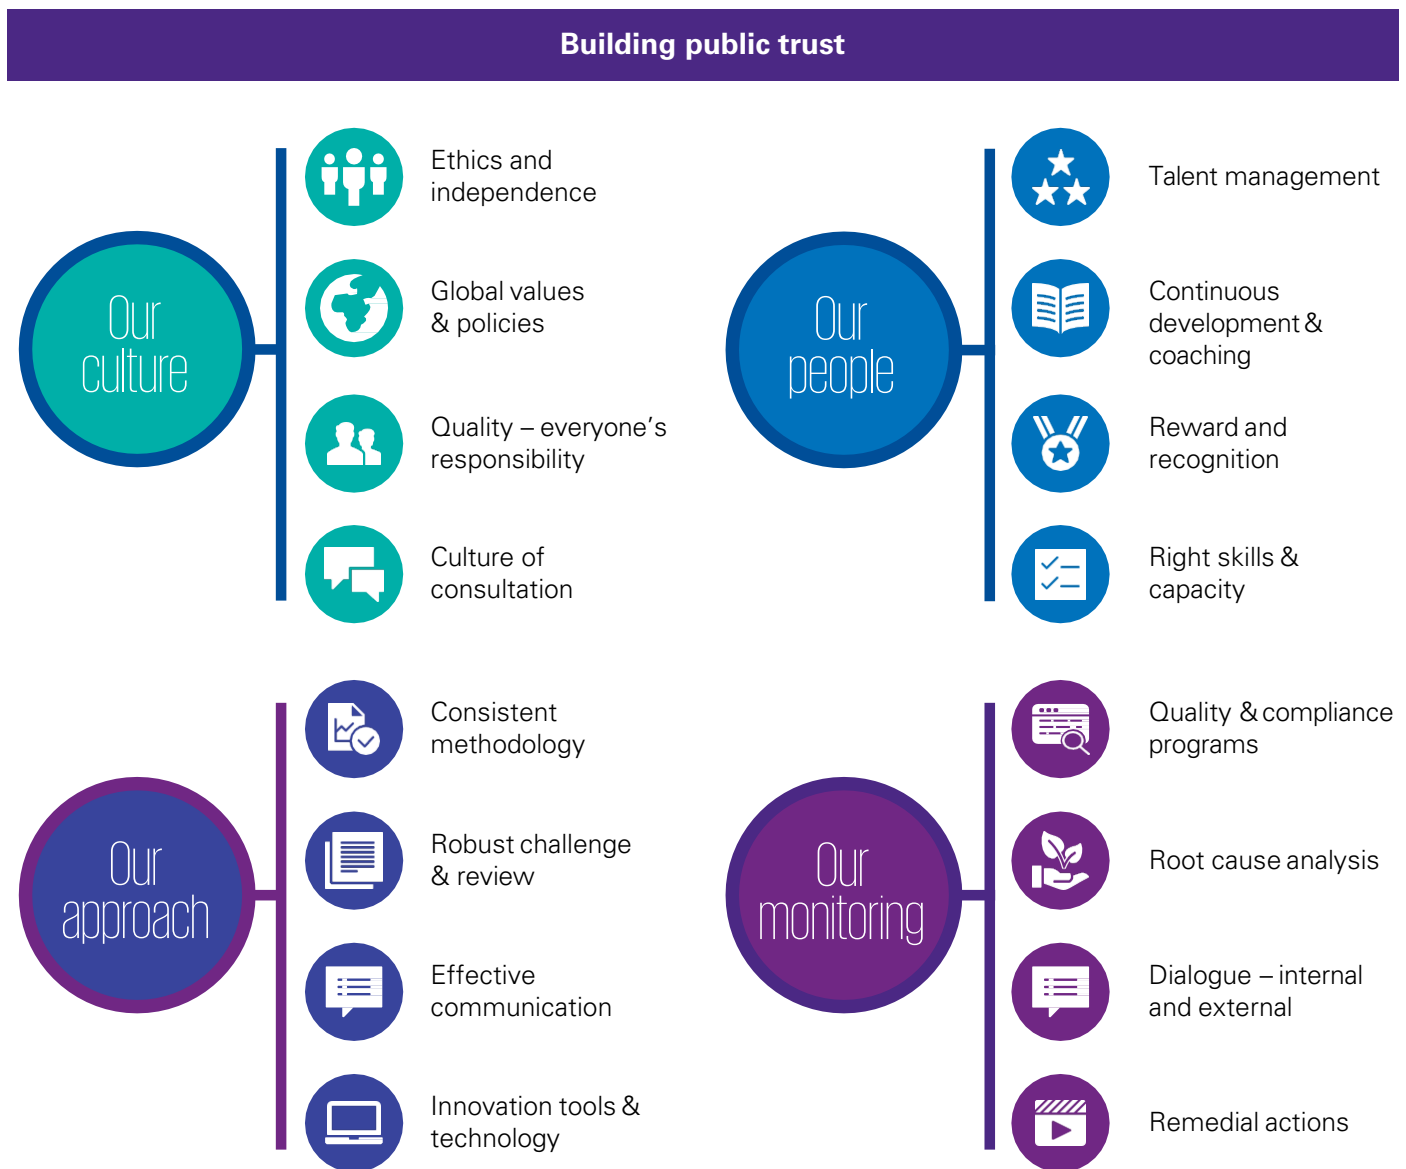 Building public trust
Our
culture
Ethics and
independence
Global values
& policies
Quality – everyone’s
responsibility
Culture of
consultation
Our
people
Talent management
Continuous
development &
coaching
Reward and
recognition
Right skills &
capacity
Our
approach
Consistent
methodology
Robust challenge
& review
Effective
communication
Innovation tools &
technology
Our
monitoring
Quality & compliance
programs
Root cause analysis
Dialogue – internal
and external
Remedial actions